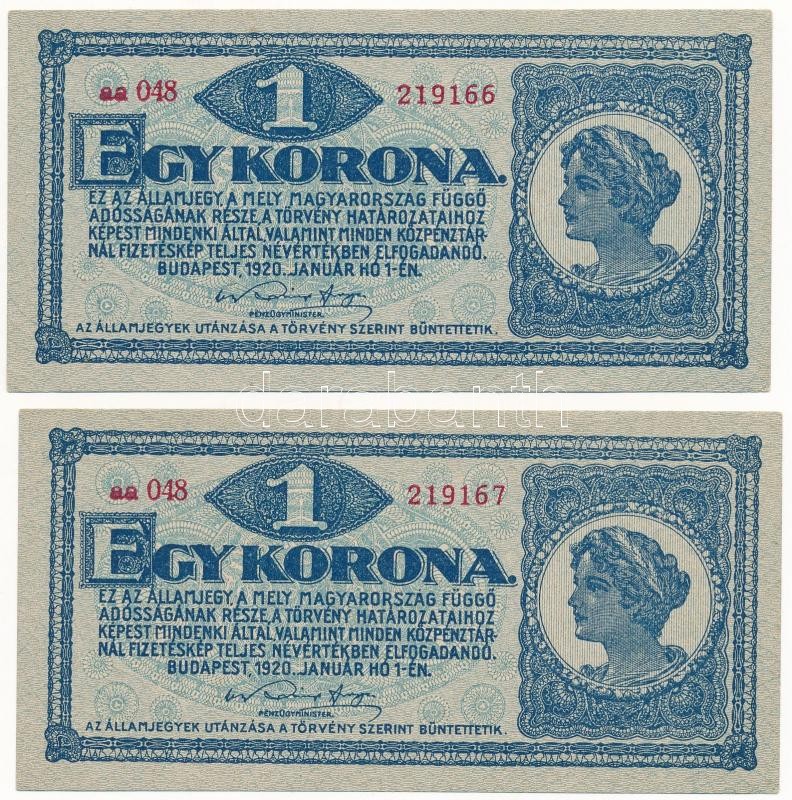 aa 048 1 219166
EGY KORONA.
EZ AZ ÁLLAMJEGY, A MELY MAGYARORSZÁG FÜGGŐ
ADÓSSÁGÁNAK RÉSZE, A TÖRVÉNY HATÁROZATAIHOZ
KÉPEST MINDENKI ÁLTAL, VALAMINT MINDEN KÖZPÉNZTÁR-
NÁL FIZETÉSKÉP TELJES NÉVÉRTÉKBEN ELFOGADANDÓ.
BUDAPEST, 1920. JANUÁR HÓ 1-ÉN.
PÉNZÜGYMINISTER.
AZ ÁLLAMJEGYEK UTÁNZÁSA A TÖRVÉNY SZERINT BÜNTETTETIK.
darabanth
aa 048 1 219167
EGY KORONA.
EZ AZ ÁLLAMJEGY, A MELY MAGYARORSZÁG FÜGGŐ
ADÓSSÁGÁNAK RÉSZE, A TÖRVÉNY HATÁROZATAIHOZ
KÉPEST MINDENKI ÁLTAL, VALAMINT MINDEN KÖZPÉNZTÁR-
NÁL FIZETÉSKÉP TELJES NÉVÉRTÉKBEN ELFOGADANDÓ.
BUDAPEST, 1920. JANUÁR HÓ 1-ÉN.
PÉNZÜGYMINISTER.
AZ ÁLLAMJEGYEK UTÁNZÁSA A TÖRVÉNY SZERINT BÜNTETTETIK.